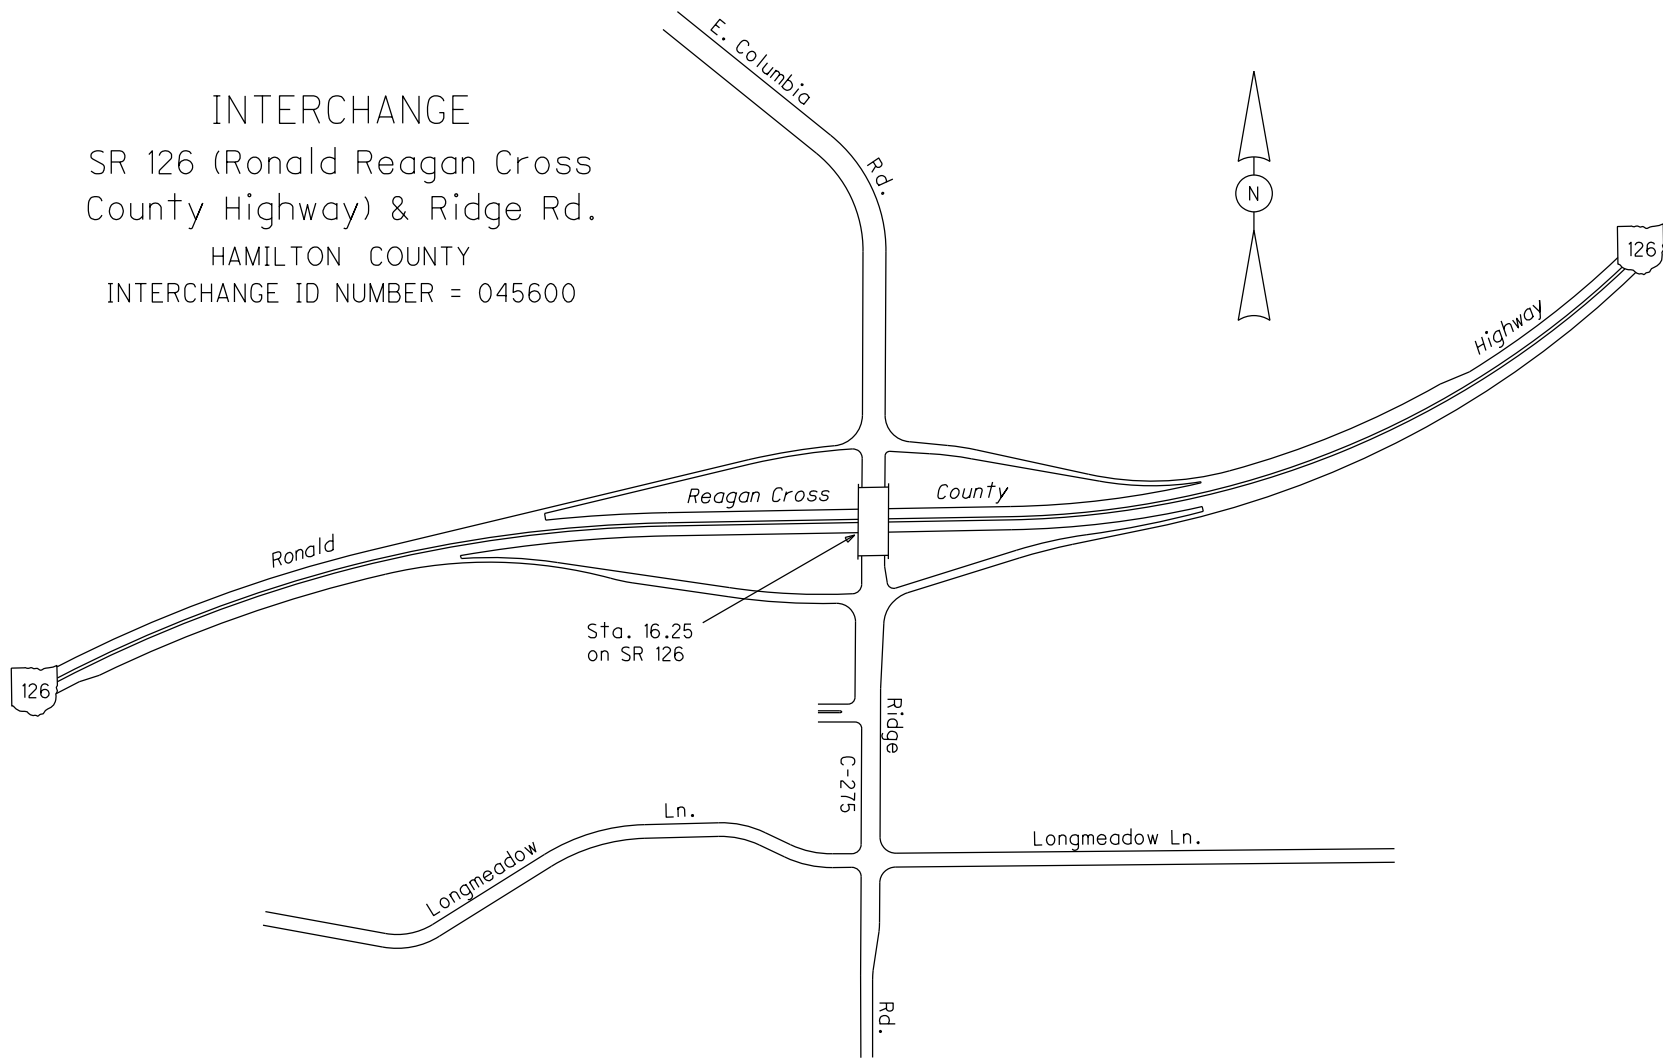 INTERCHANGE
SR 126 (Ronald Reagan Cross
County Highway) & Ridge Rd.
HAMILTON COUNTY
INTERCHANGE ID NUMBER = 045600
E. Columbia
Rd.
N
126
Highway
Reagan Cross
County
Ronald
Sta. 16.25
on SR 126
126
Ridge
C-275
Ln.
Longmeadow
Longmeadow Ln.
Rd.